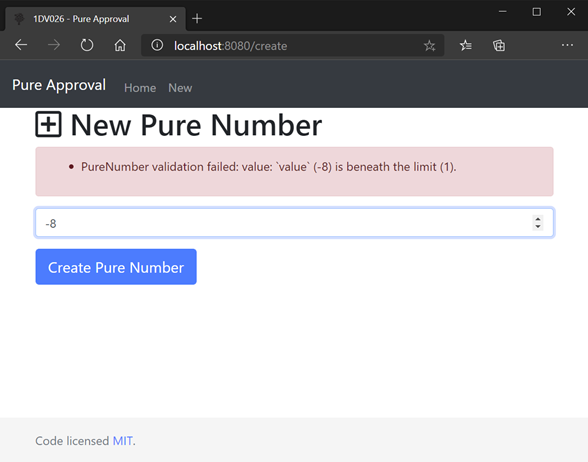 1DV026 - Pure Approval
localhost:8080/create
Pure Approval Home New
New Pure Number
PureNumber validation failed: value: `value` (-8) is beneath the limit (1).
-8
Create Pure Number
Code licensed MIT.